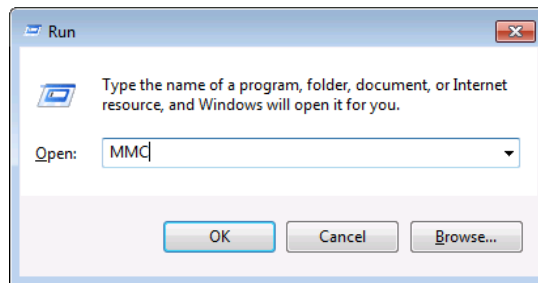 Run
Type the name of a program, folder, document, or Internet
resource, and Windows will open it for you.
Open: MMC
OK Cancel Browse...